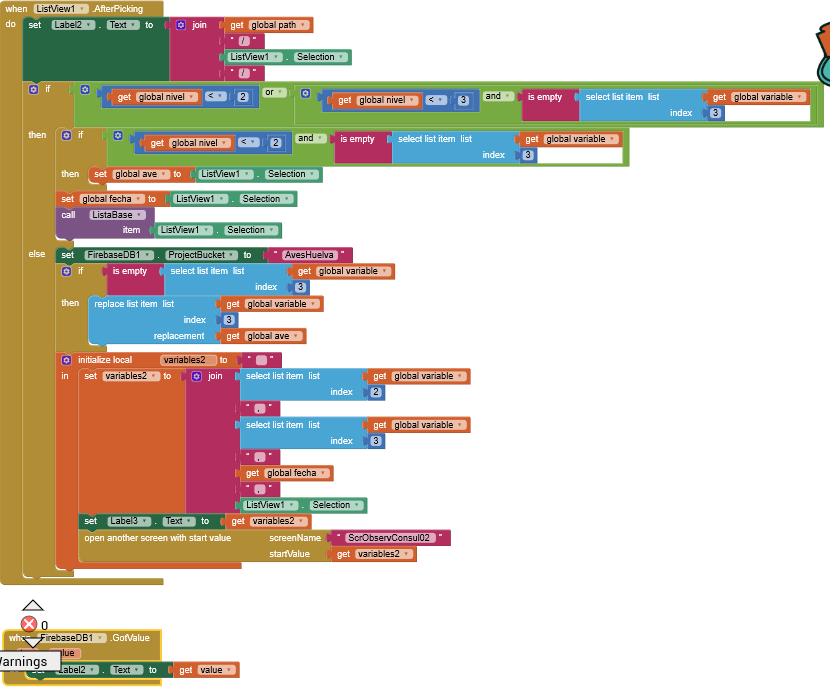 when ListView1 .AfterPicking
do set Label2 . Text to join get global path
" / "
ListView1 . Selection
" / "
if get global nivel < 2 or get global nivel < 3 and is empty select list item list get global variable
index 3
then if get global nivel < 2 and is empty select list item list get global variable
index 3
then set global ave to ListView1 . Selection
set global fecha to ListView1 . Selection
call ListaBase
item ListView1 . Selection
else set FirebaseDB1 . ProjectBucket to " AvesHuelva "
if is empty select list item list get global variable
index 3
then replace list item list get global variable
index 3
replacement get global ave
initialize local variables2 to " "
in set variables2 to join select list item list get global variable
index 2
" , "
select list item list get global variable
index 3
" , "
get global fecha
" , "
ListView1 . Selection
set Label3 . Text to get variables2
open another screen with start value screenName " ScrObservConsul02 "
startValue get variables2
0
when FirebaseDB1 .GotValue
value
Warnings
Label2 . Text to get value